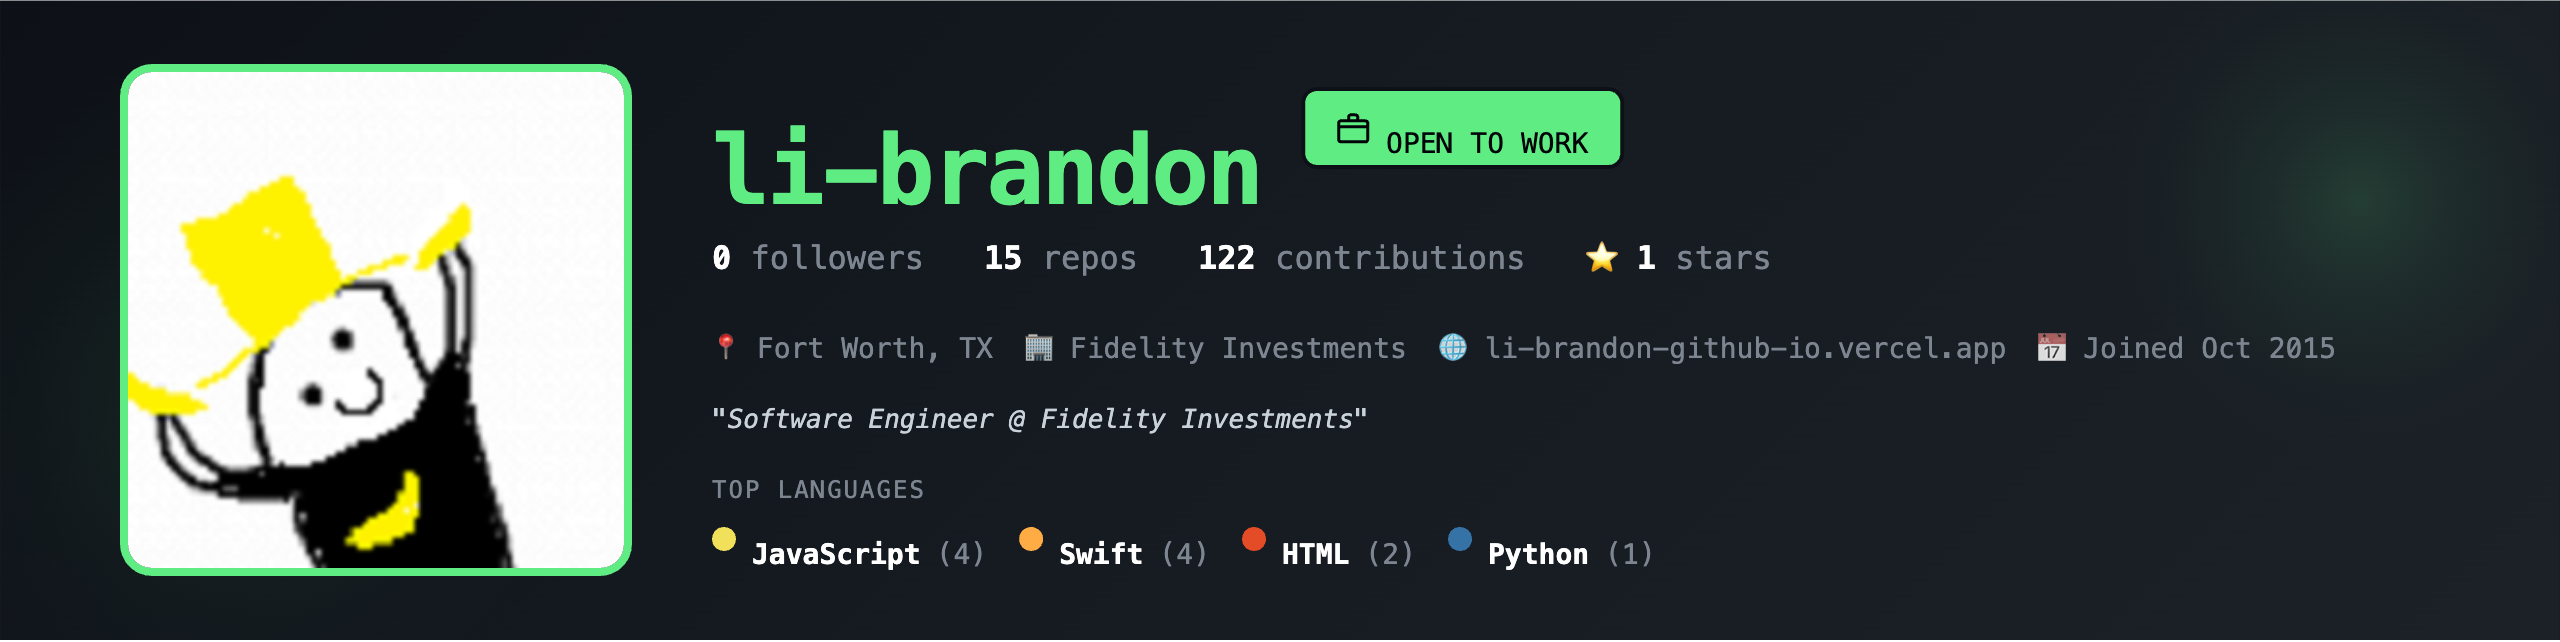 li-brandon OPEN TO WORK
0 followers 15 repos 122 contributions ⭐ 1 stars
📍 Fort Worth, TX 🏢 Fidelity Investments 🌐 li-brandon-github-io.vercel.app 📅 Joined Oct 2015
"Software Engineer @ Fidelity Investments"
TOP LANGUAGES
JavaScript (4) Swift (4) HTML (2) Python (1)